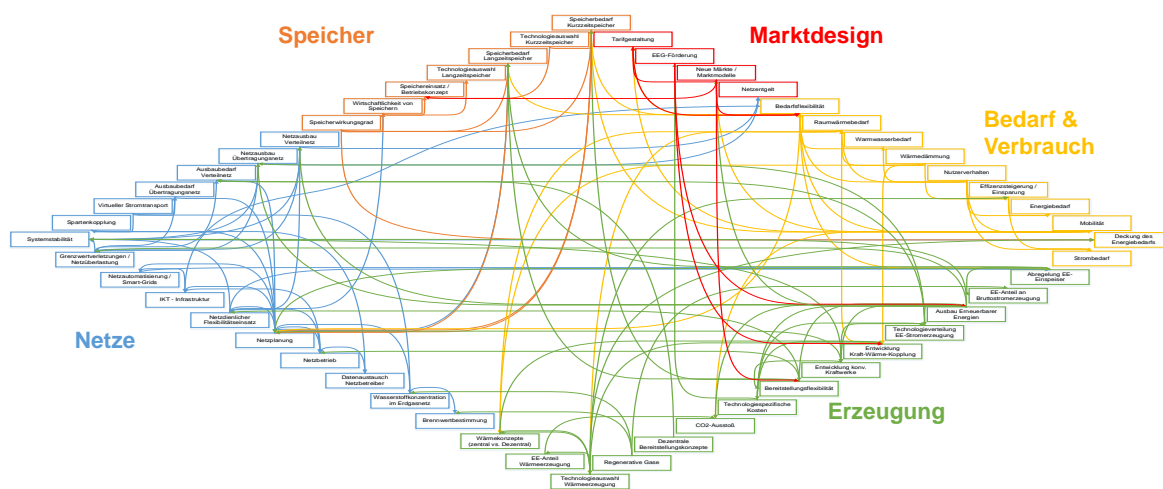 Speicherbedarf
Kurzzeitspeicher
Speicher
Marktdesign
Technologieauswahl
Kurzzeitspeicher
Tarifgestaltung
Speicherbedarf
Langzeitspeicher
EEG-Förderung
Technologieauswahl
Langzeitspeicher
Neue Märkte /
Marktmodelle
Speichereinsatz /
Betriebskonzept
Netzentgelt
Wirtschaftlichkeit von
Speichern
Bedarfsflexibilität
Speicherwirkungsgrad
Raumwärmebedarf
Bedarf &
Verbrauch
Netzausbau
Verteilnetz
Warmwasserbedarf
Netzausbau
Übertragungsnetz
Wärmedämmung
Ausbaubedarf
Verteilnetz
Nutzerverhalten
Ausbaubedarf
Übertragungsnetz
Effizienzsteigerung /
Einsparung
Virtueller Stromtransport
Energiebedarf
Spartenkopplung
Mobilität
Systemstabilität
Deckung des
Energiebedarfs
Grenzwertverletzungen /
Netzüberlastung
Strombedarf
Netzautomatisierung /
Smart-Grids
Abregelung EE-
Einspeiser
IKT - Infrastruktur
EE-Anteil an
Bruttostromerzeugung
Netzdienlicher
Flexibilitätseinsatz
Ausbau Erneuerbarer
Energien
Netze
Netzplanung
Technologieverteilung
EE-Stromerzeugung
Netzbetrieb
Entwicklung
Kraft-Wärme-Kopplung
Datenaustausch
Netzbetreiber
Entwicklung konv.
Kraftwerke
Wasserstoffkonzentration
im Erdgasnetz
Bereitstellungsflexibilität
Brennwertbestimmung
Technologiespezifische
Kosten
Erzeugung
Wärmekonzepte
(zentral vs. Dezentral)
CO2-Ausstoß
EE-Anteil
Wärmeerzeugung
Dezentrale
Bereitstellungskonzepte
Technologieauswahl
Wärmeerzeugung
Regenerative Gase